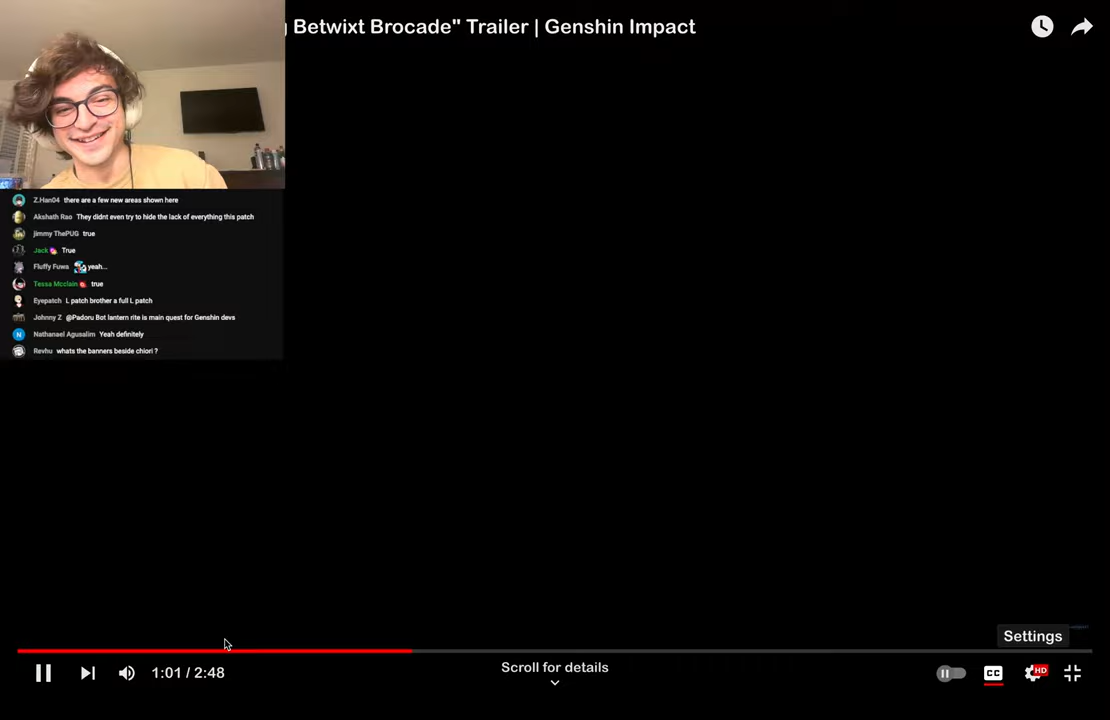 Betwixt Brocade" Trailer | Genshin Impact
Z.Han04 there are a few new areas shown here
Akshath Rao They didnt even try to hide the lack of everything this patch
jimmy ThePUG true
Jack True
Fluffy Fuwa yeah...
Tessa Mcclain true
Eyepatch L patch brother a full L patch
Johnny Z @Padoru Bot lantern rite is main quest for Genshin devs
N
Nathanael Agusalim Yeah definitely
Revhu whats the banners beside chiori ?
Settings
1:01 / 2:48
Scroll for details
CC
HD